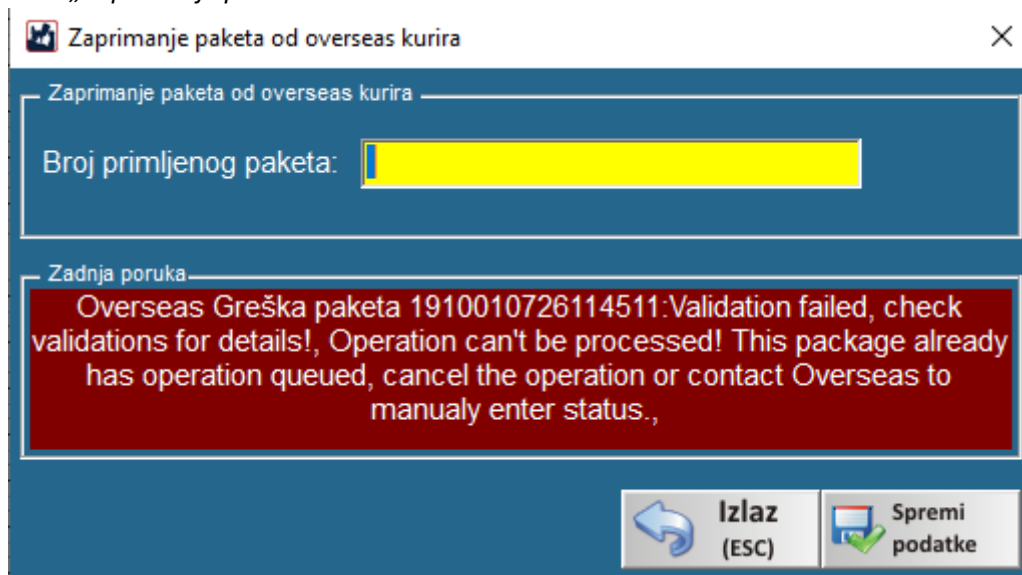 Zaprimanje paketa od overseas kurira
Zaprimanje paketa od overseas kurira
Broj primljenog paketa:
Zadnja poruka
Overseas Greška paketa 1910010726114511:Validation failed, check
validations for details!, Operation can't be processed! This package already
has operation queued, cancel the operation or contact Overseas to
manualy enter status.,
Izlaz
(ESC)
Spremi
podatke